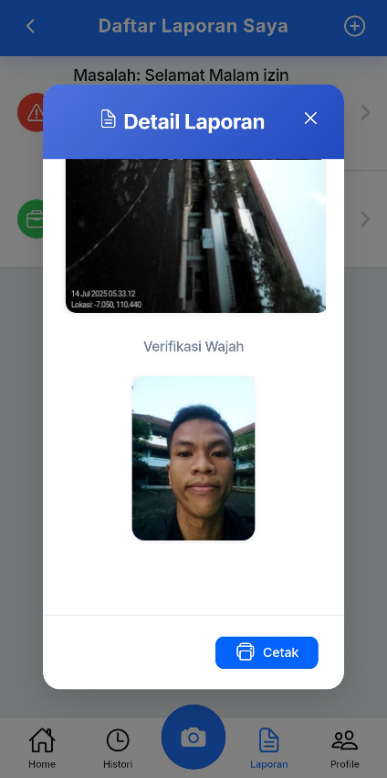 Daftar Laporan Saya
Masalah: Selamat Malam izin
Detail Laporan
14 Jul 2025 05.33.12
Lokasi: -7.050, 110.440
Verifikasi Wajah
Cetak
Home
Histori
Laporan
Profile